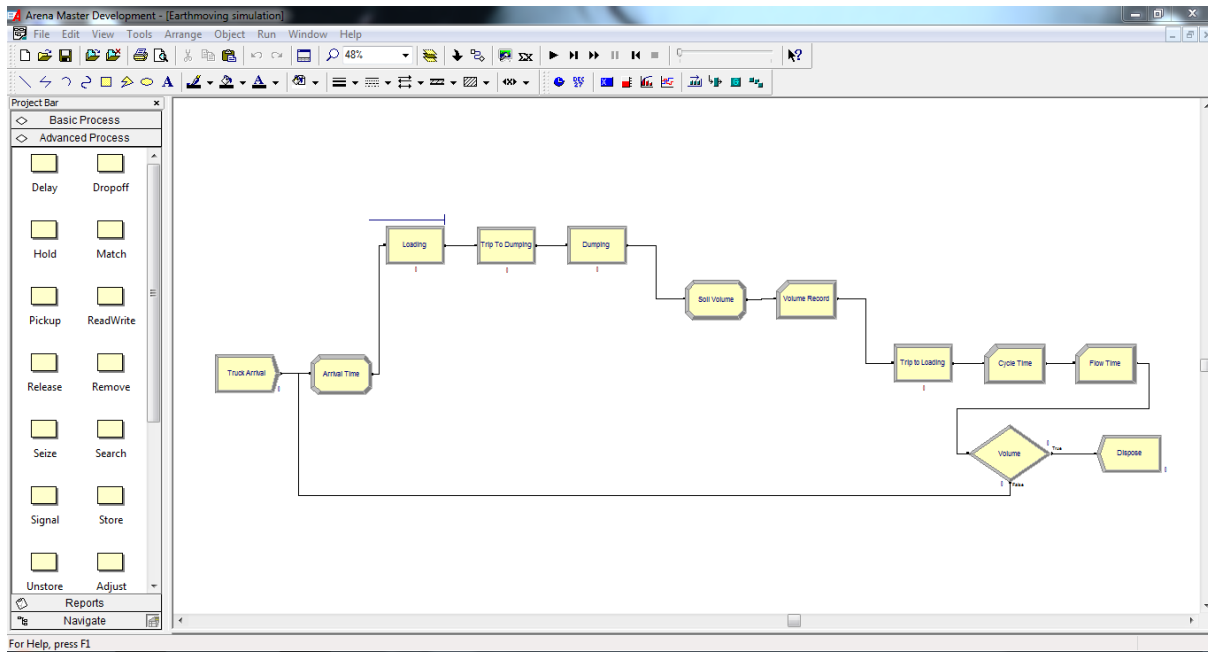 Arena Master Development - [Earthmoving simulation]
File Edit View Tools Arrange Object Run Window Help
48%
Project Bar
Basic Process
Advanced Process
Delay Dropoff
Hold Match
Pickup ReadWrite
Release Remove
Seize Search
Signal Store
Unstore Adjust
Reports
Navigate
Loading Trip To Dumping Dumping
Soil Volume Volume Record
Truck Arrival Arrival Time Trip to Loading Cycle Time Flow Time
True
Volume Dispose
False
For Help, press F1